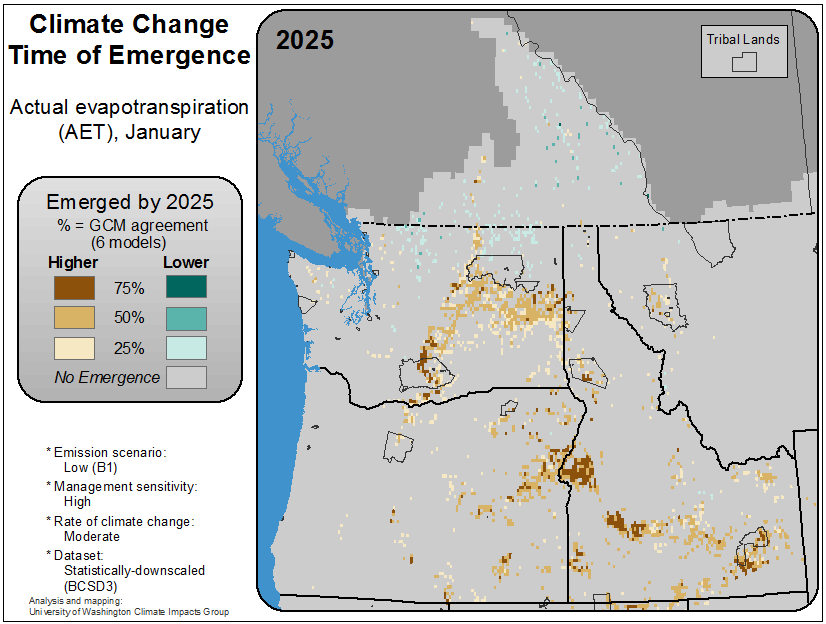 Climate Change
Time of Emergence
Actual evapotranspiration
(AET), January
Emerged by 2025
% = GCM agreement
(6 models)
Higher Lower
75%
50%
25%
No Emergence
* Emission scenario:
Low (B1)
* Management sensitivity:
High
* Rate of climate change:
Moderate
* Dataset:
Statistically-downscaled
(BCSD3)
Analysis and mapping:
University of Washington Climate Impacts Group
2025
Tribal Lands